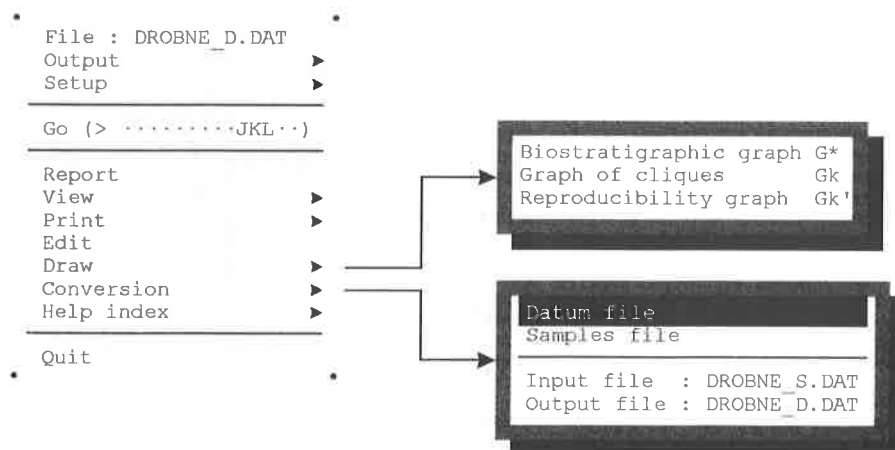 File : DROBNE_D.DAT
Output
Setup
Go (> ·········JKL··)
Report
View
Print
Edit
Draw
Conversion
Help index
Quit
Biostratigraphic graph G*
Graph of cliques Gk
Reproducibility graph Gk'
Datum file
Samples file
Input file : DROBNE_S.DAT
Output file : DROBNE_D.DAT